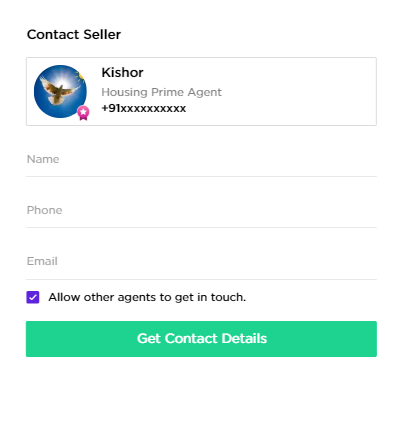 Contact Seller
Kishor
Housing Prime Agent
+91xxxxxxxxxx
Name
Phone
Email
Allow other agents to get in touch.
Get Contact Details